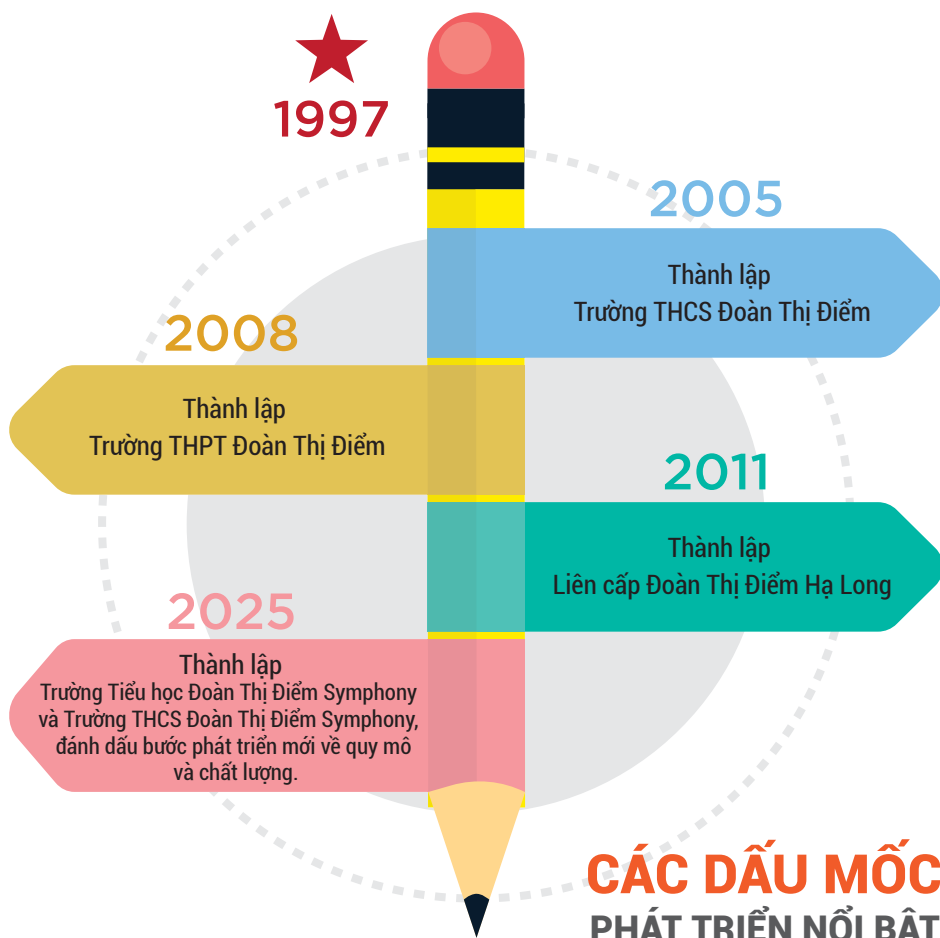 1997
2005
Thành lập
Trường THCS Đoàn Thị Điểm
2008
Thành lập
Trường THPT Đoàn Thị Điểm
2011
Thành lập
Liên cấp Đoàn Thị Điểm Hạ Long
2025
Thành lập
Trường Tiểu học Đoàn Thị Điểm Symphony
và Trường THCS Đoàn Thị Điểm Symphony,
đánh dấu bước phát triển mới về quy mô
và chất lượng.
CÁC DẤU MỐC
PHÁT TRIỂN NỔI BẬT